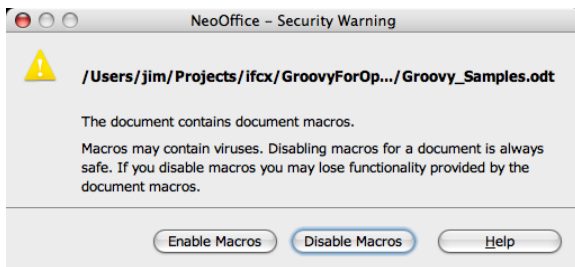 NeoOffice – Security Warning
/Users/jim/Projects/ifcx/GroovyForOp.../Groovy_Samples.odt
The document contains document macros.
Macros may contain viruses. Disabling macros for a document is always
safe. If you disable macros you may lose functionality provided by the
document macros.
Enable Macros Disable Macros Help